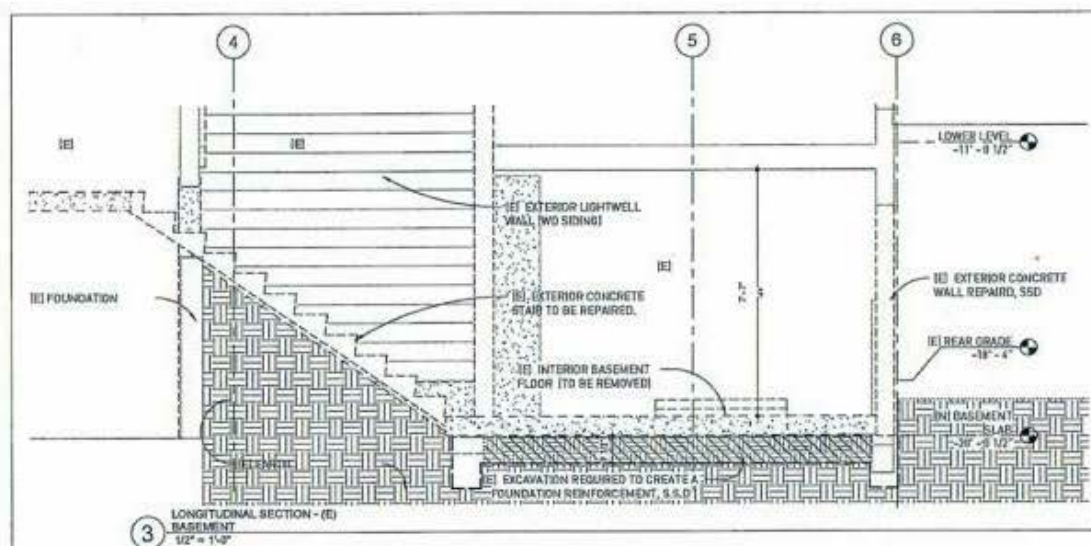 4
5
6
[E]
[E]
LOWER LEVEL
-11' - 8 1/2"
[E] EXTERIOR LIGHTWELL
WALL [WD SIDING]
[E]
[E] EXTERIOR CONCRETE
WALL REPAIRD, SSD
[E] FOUNDATION
[E] EXTERIOR CONCRETE
STAIR TO BE REPAIRED.
[E] REAR GRADE
-18' - 4"
[E] INTERIOR BASEMENT
FLOOR [TO BE REMOVED]
[N] BASEMENT
SLAB
[E] EARTH
[E] EXCAVATION REQUIRED TO CREATE A
FOUNDATION REINFORCEMENT, S.S.D
3
LONGITUDINAL SECTION - (E)
BASEMENT
1/2" = 1'-0"